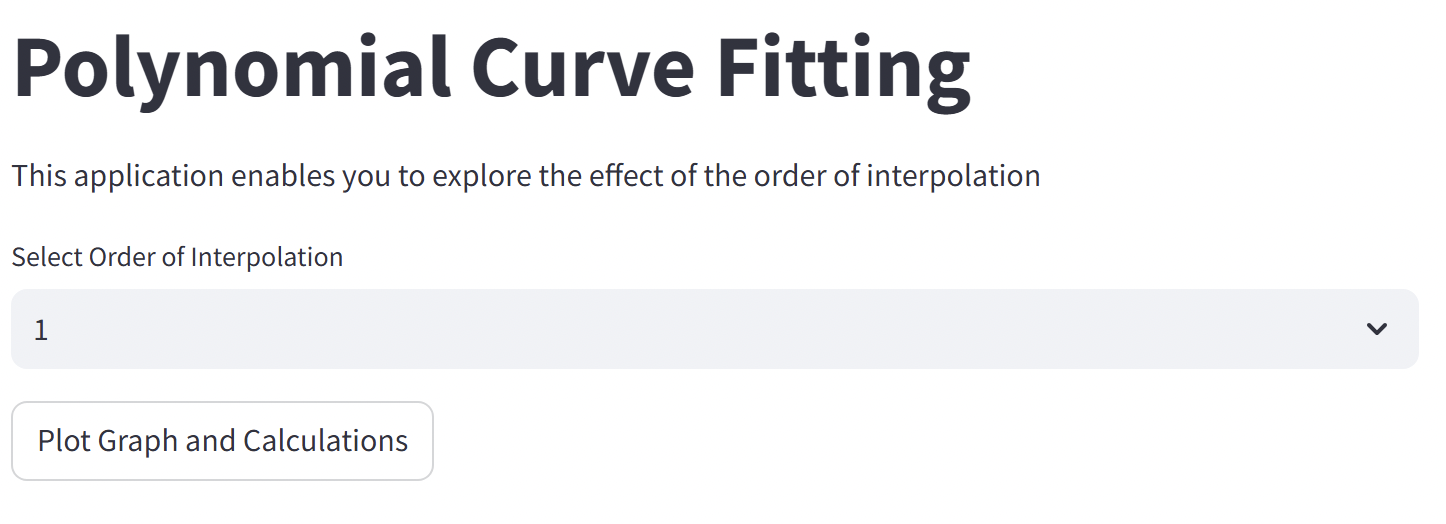 Polynomial Curve Fitting
This application enables you to explore the effect of the order of interpolation
Select Order of Interpolation
1
Plot Graph and Calculations